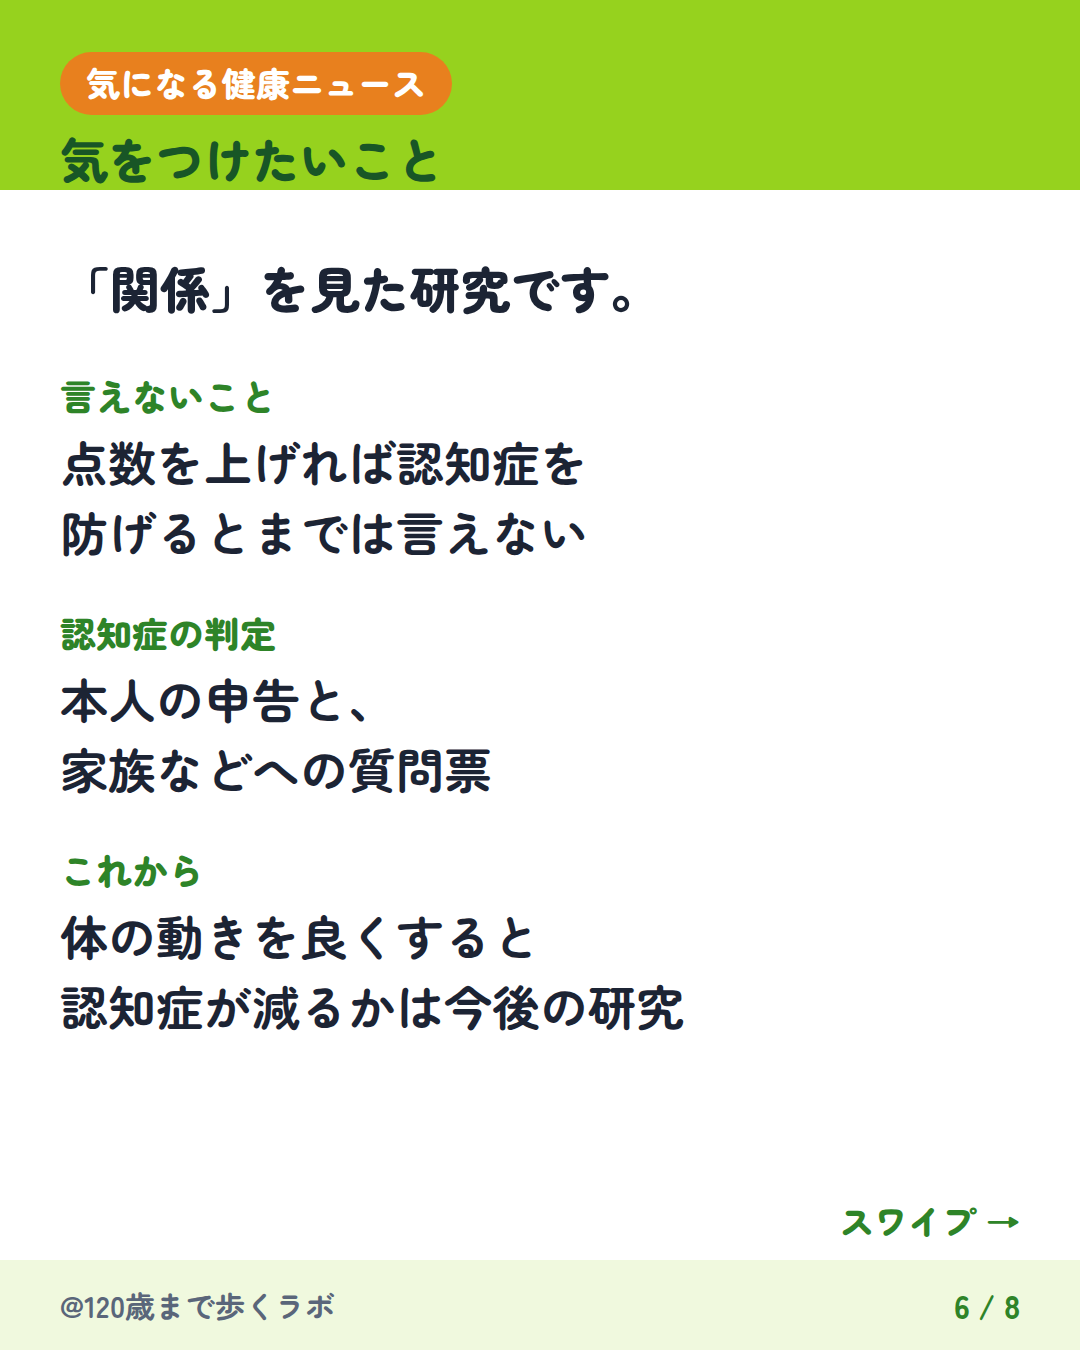 気になる健康ニュース
気をつけたいこと
「関係」を見た研究です。
言えないこと
点数を上げれば認知症を
防げるとまでは言えない
認知症の判定
本人の申告と、
家族などへの質問票
これから
体の動きを良くすると
認知症が減るかは今後の研究
スワイプ →
@120歳まで歩くラボ
6 / 8